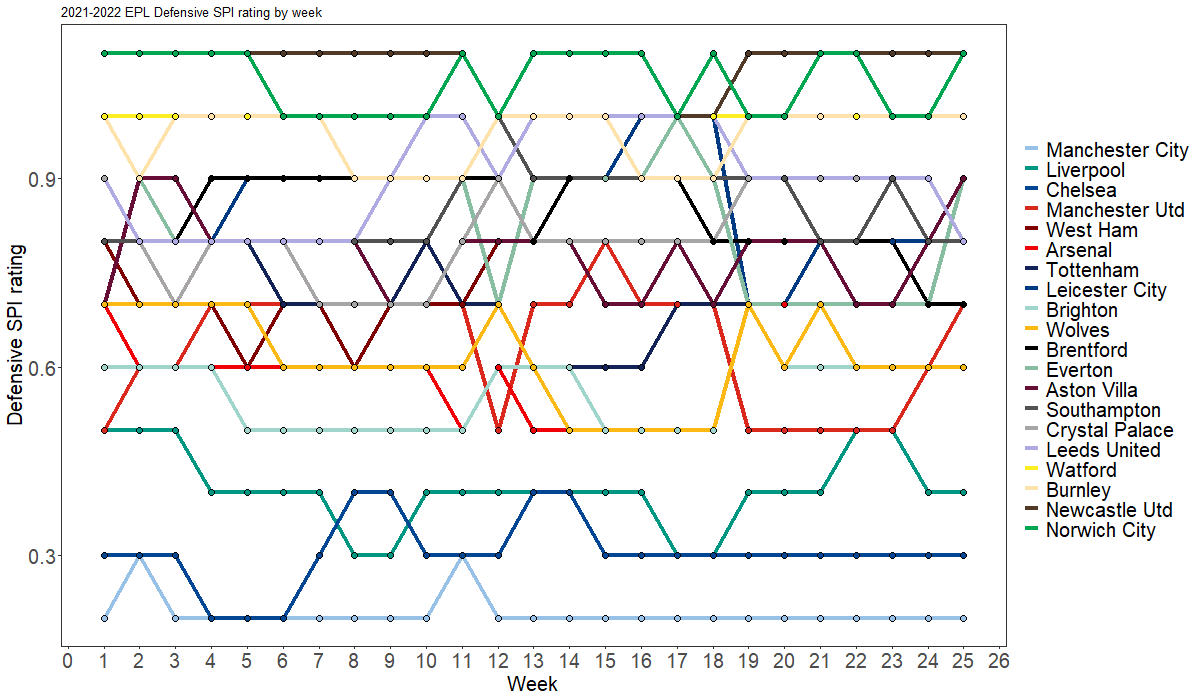 2021-2022 EPL Defensive SPI rating by week
Defensive SPI rating
0.9
0.6
0.3
0 1 2 3 4 5 6 7 8 9 10 11 12 13 14 15 16 17 18 19 20 21 22 23 24 25 26
Week
Manchester City
Liverpool
Chelsea
Manchester Utd
West Ham
Arsenal
Tottenham
Leicester City
Brighton
Wolves
Brentford
Everton
Aston Villa
Southampton
Crystal Palace
Leeds United
Watford
Burnley
Newcastle Utd
Norwich City